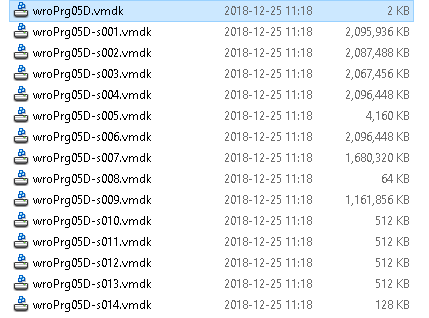 wroPrg05D.vmdk 2018-12-25 11:18 2 KB
wroPrg05D-s001.vmdk 2018-12-25 11:18 2,095,936 KB
wroPrg05D-s002.vmdk 2018-12-25 11:18 2,087,488 KB
wroPrg05D-s003.vmdk 2018-12-25 11:18 2,067,456 KB
wroPrg05D-s004.vmdk 2018-12-25 11:18 2,096,448 KB
wroPrg05D-s005.vmdk 2018-12-25 11:18 4,160 KB
wroPrg05D-s006.vmdk 2018-12-25 11:18 2,096,448 KB
wroPrg05D-s007.vmdk 2018-12-25 11:18 1,680,320 KB
wroPrg05D-s008.vmdk 2018-12-25 11:18 64 KB
wroPrg05D-s009.vmdk 2018-12-25 11:18 1,161,856 KB
wroPrg05D-s010.vmdk 2018-12-25 11:18 512 KB
wroPrg05D-s011.vmdk 2018-12-25 11:18 512 KB
wroPrg05D-s012.vmdk 2018-12-25 11:18 512 KB
wroPrg05D-s013.vmdk 2018-12-25 11:18 512 KB
wroPrg05D-s014.vmdk 2018-12-25 11:18 128 KB